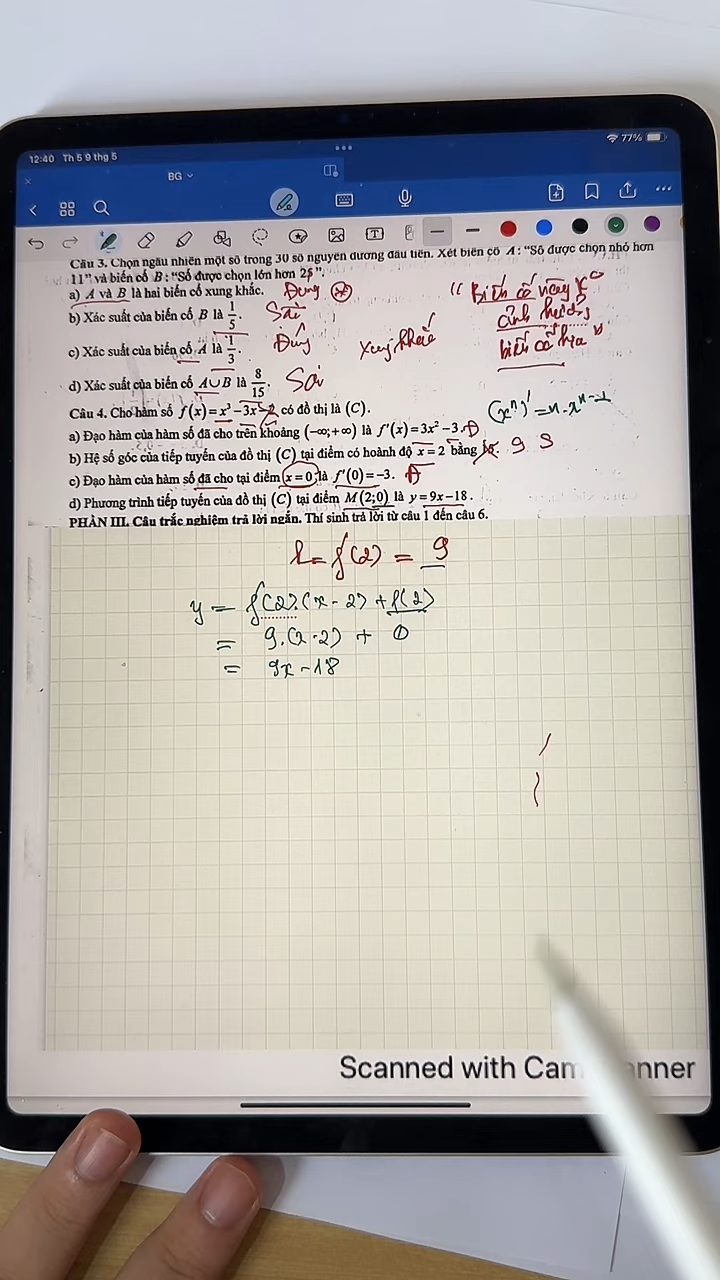 12:40 Th 5 9 thg 5
77%
BG
Câu 3. Chọn ngẫu nhiên một số trong 30 số nguyên dương đầu tiên. Xét biến cố A: "Số được chọn nhỏ hơn
11" và biến cố B: "Số được chọn lớn hơn 25".
a) A và B là hai biến cố xung khắc. Đúng
"Biến cố này xo
b) Xác suất của biến cố B là 1/5. Sai
ảnh hưởng
c) Xác suất của biến cố A là 1/3. Đúng Xung khắc
biến cố kia"
d) Xác suất của biến cố A∪B là 8/15. Sai
Câu 4. Cho hàm số f(x)=x³−3x−2 có đồ thị là (C).
(xⁿ)' = n.xⁿ⁻¹
a) Đạo hàm của hàm số đã cho trên khoảng (−∞;+∞) là f'(x)=3x²−3. Đ
b) Hệ số góc của tiếp tuyến của đồ thị (C) tại điểm có hoành độ x=2 bằng 9 S
c) Đạo hàm của hàm số đã cho tại điểm x=0 là f'(0)=−3. Đ
d) Phương trình tiếp tuyến của đồ thị (C) tại điểm M(2;0) là y=9x−18.
PHẦN III. Câu trắc nghiệm trả lời ngắn. Thí sinh trả lời từ câu 1 đến câu 6.
k = f'(2) = 9
y = f'(2).(x-2) + f(2)
= 9.(x-2) + 0
= 9x-18
Scanned with